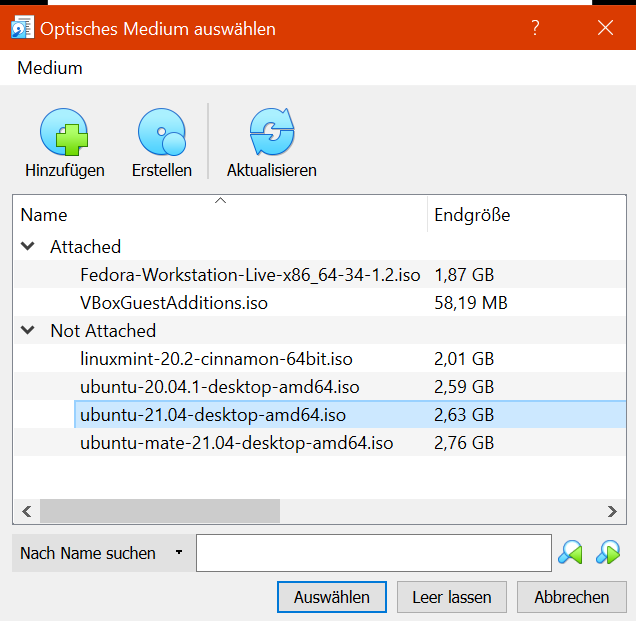 Optisches Medium auswählen ?
Medium
Hinzufügen Erstellen Aktualisieren
Name Endgröße
Attached
Fedora-Workstation-Live-x86_64-34-1.2.iso 1,87 GB
VBoxGuestAdditions.iso 58,19 MB
Not Attached
linuxmint-20.2-cinnamon-64bit.iso 2,01 GB
ubuntu-20.04.1-desktop-amd64.iso 2,59 GB
ubuntu-21.04-desktop-amd64.iso 2,63 GB
ubuntu-mate-21.04-desktop-amd64.iso 2,76 GB
Nach Name suchen
Auswählen Leer lassen Abbrechen